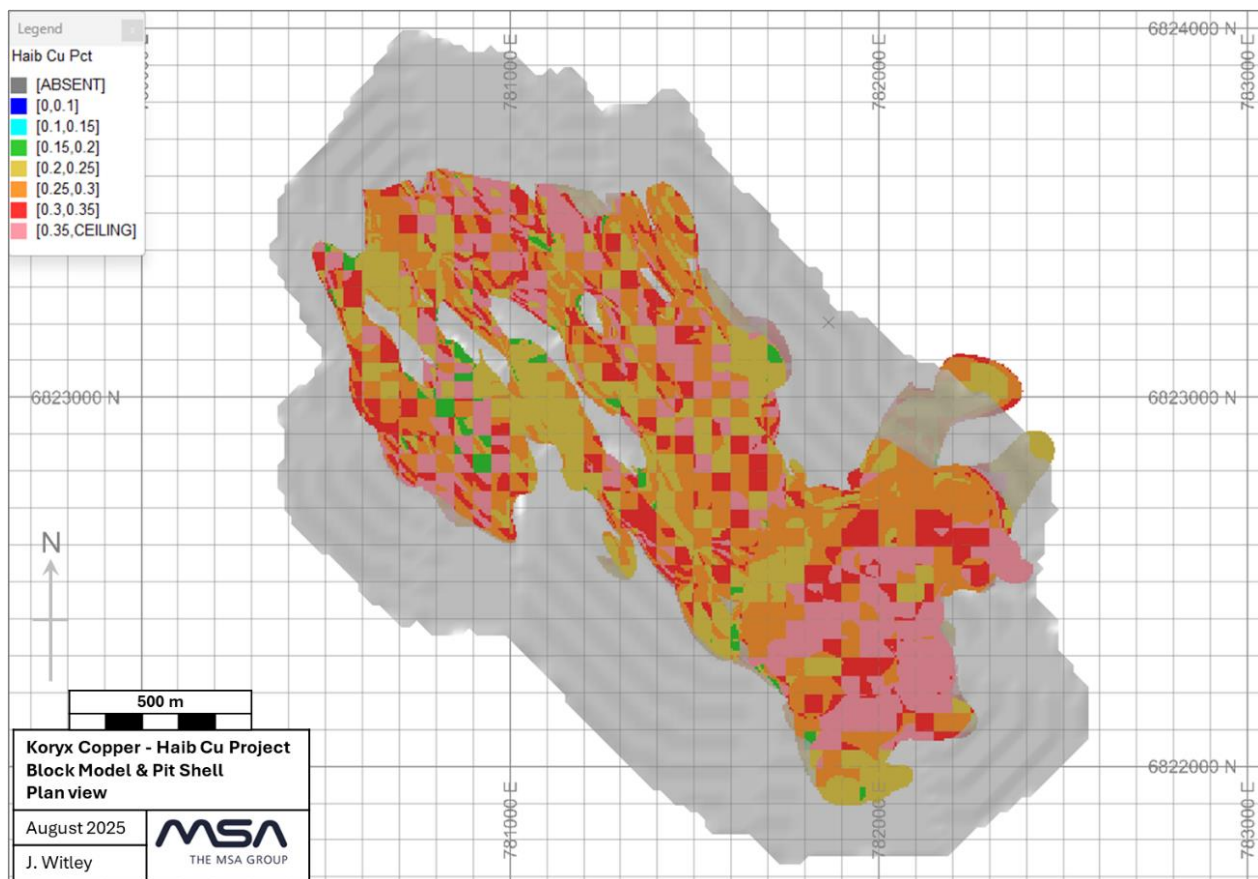 Legend
Haib Cu Pct
[ABSENT]
[0,0.1]
[0.1,0.15]
[0.15,0.2]
[0.2,0.25]
[0.25,0.3]
[0.3,0.35]
[0.35,CEILING]
781000 E
782000 E
783000 E
6824000 N
6823000 N
6822000 N
N
500 m
Koryx Copper - Haib Cu Project
Block Model & Pit Shell
Plan view
August 2025
J. Witley
MSA
THE MSA GROUP
781000 E
782000 E
783000 E